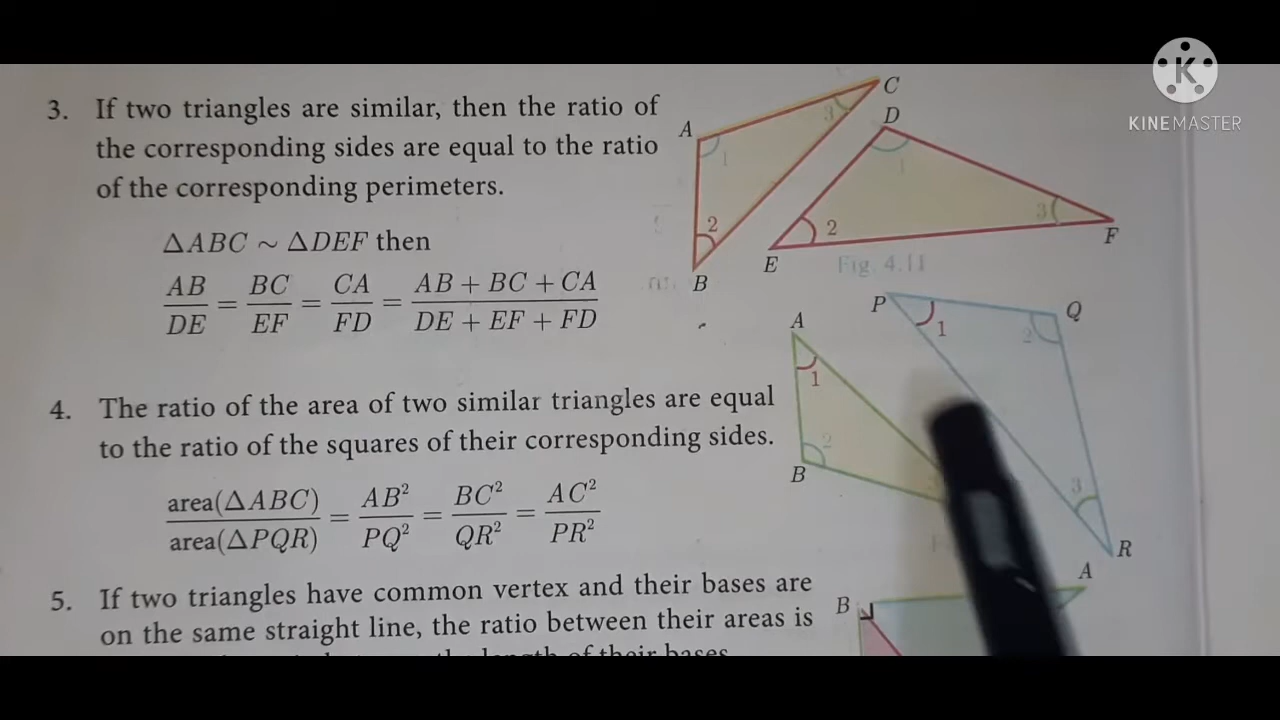 KINEMASTER
3. If two triangles are similar, then the ratio of
the corresponding sides are equal to the ratio
of the corresponding perimeters.
△ABC ~ △DEF then
AB/DE = BC/EF = CA/FD = (AB + BC + CA)/(DE + EF + FD)
A
C
D
1
3
2
B
1
2
3
E
F
Fig. 4.11
4. The ratio of the area of two similar triangles are equal
to the ratio of the squares of their corresponding sides.
area(△ABC)/area(△PQR) = AB²/PQ² = BC²/QR² = AC²/PR²
A
1
2
B
P
Q
1
2
3
R
5. If two triangles have common vertex and their bases are
on the same straight line, the ratio between their areas is
length of their bases
A
B